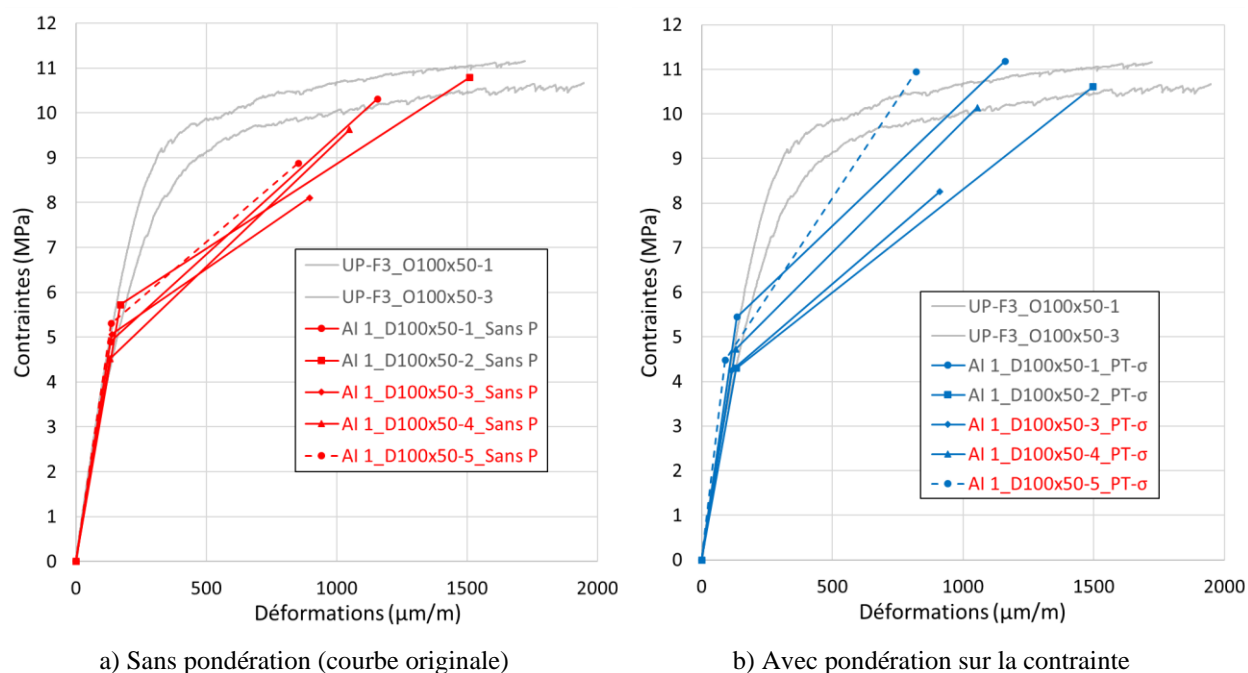 12
11
10
9
8
7
6
5
4
3
2
1
0
Contraintes (MPa)
0 500 1000 1500 2000
Déformations (µm/m)
UP-F3_O100x50-1
UP-F3_O100x50-3
AI 1_D100x50-1_Sans P
AI 1_D100x50-2_Sans P
AI 1_D100x50-3_Sans P
AI 1_D100x50-4_Sans P
AI 1_D100x50-5_Sans P
a) Sans pondération (courbe originale)
12
11
10
9
8
7
6
5
4
3
2
1
0
Contraintes (MPa)
0 500 1000 1500 2000
Déformations (µm/m)
UP-F3_O100x50-1
UP-F3_O100x50-3
AI 1_D100x50-1_PT-σ
AI 1_D100x50-2_PT-σ
AI 1_D100x50-3_PT-σ
AI 1_D100x50-4_PT-σ
AI 1_D100x50-5_PT-σ
b) Avec pondération sur la contrainte